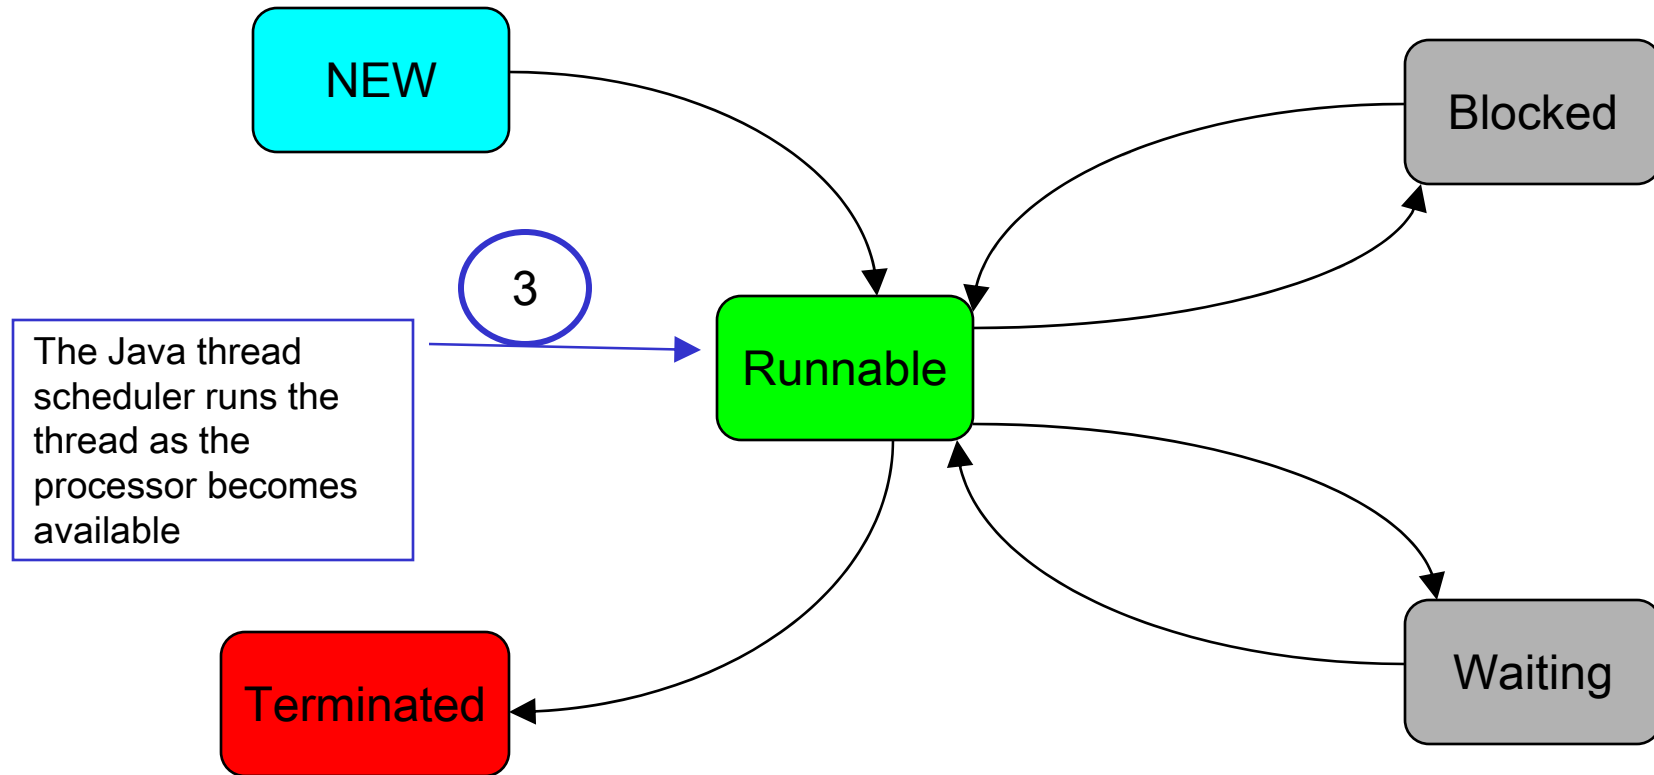 NEW
Blocked
3
The Java thread
scheduler runs the
thread as the
processor becomes
available
Runnable
Terminated
Waiting